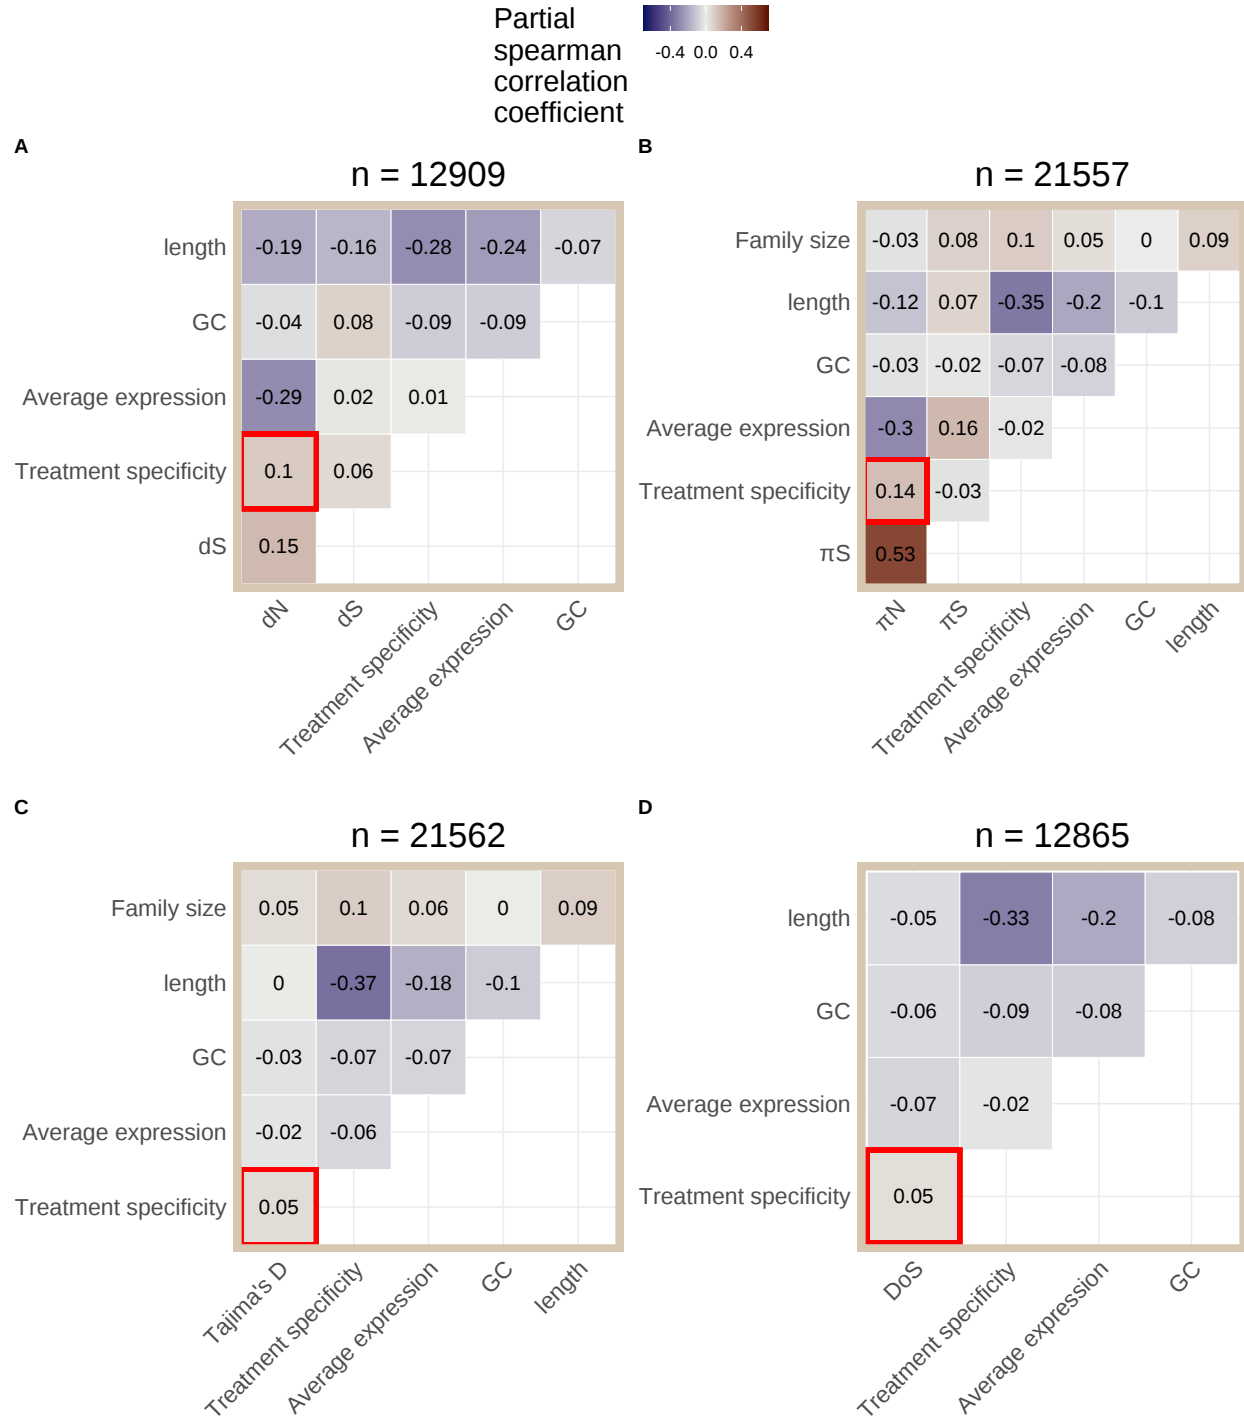 Partial
spearman
correlation
coefficient
-0.4 0.0 0.4
A
n = 12909
length -0.19 -0.16 -0.28 -0.24 -0.07
GC -0.04 0.08 -0.09 -0.09
Average expression -0.29 0.02 0.01
Treatment specificity 0.1 0.06
dS 0.15
dN dS Treatment specificity Average expression GC
B
n = 21557
Family size -0.03 0.08 0.1 0.05 0 0.09
length -0.12 0.07 -0.35 -0.2 -0.1
GC -0.03 -0.02 -0.07 -0.08
Average expression -0.3 0.16 -0.02
Treatment specificity 0.14 -0.03
πS 0.53
πN πS Treatment specificity Average expression GC length
C
n = 21562
Family size 0.05 0.1 0.06 0 0.09
length 0 -0.37 -0.18 -0.1
GC -0.03 -0.07 -0.07
Average expression -0.02 -0.06
Treatment specificity 0.05
Tajima's D Treatment specificity Average expression GC length
D
n = 12865
length -0.05 -0.33 -0.2 -0.08
GC -0.06 -0.09 -0.08
Average expression -0.07 -0.02
Treatment specificity 0.05
DoS Treatment specificity Average expression GC